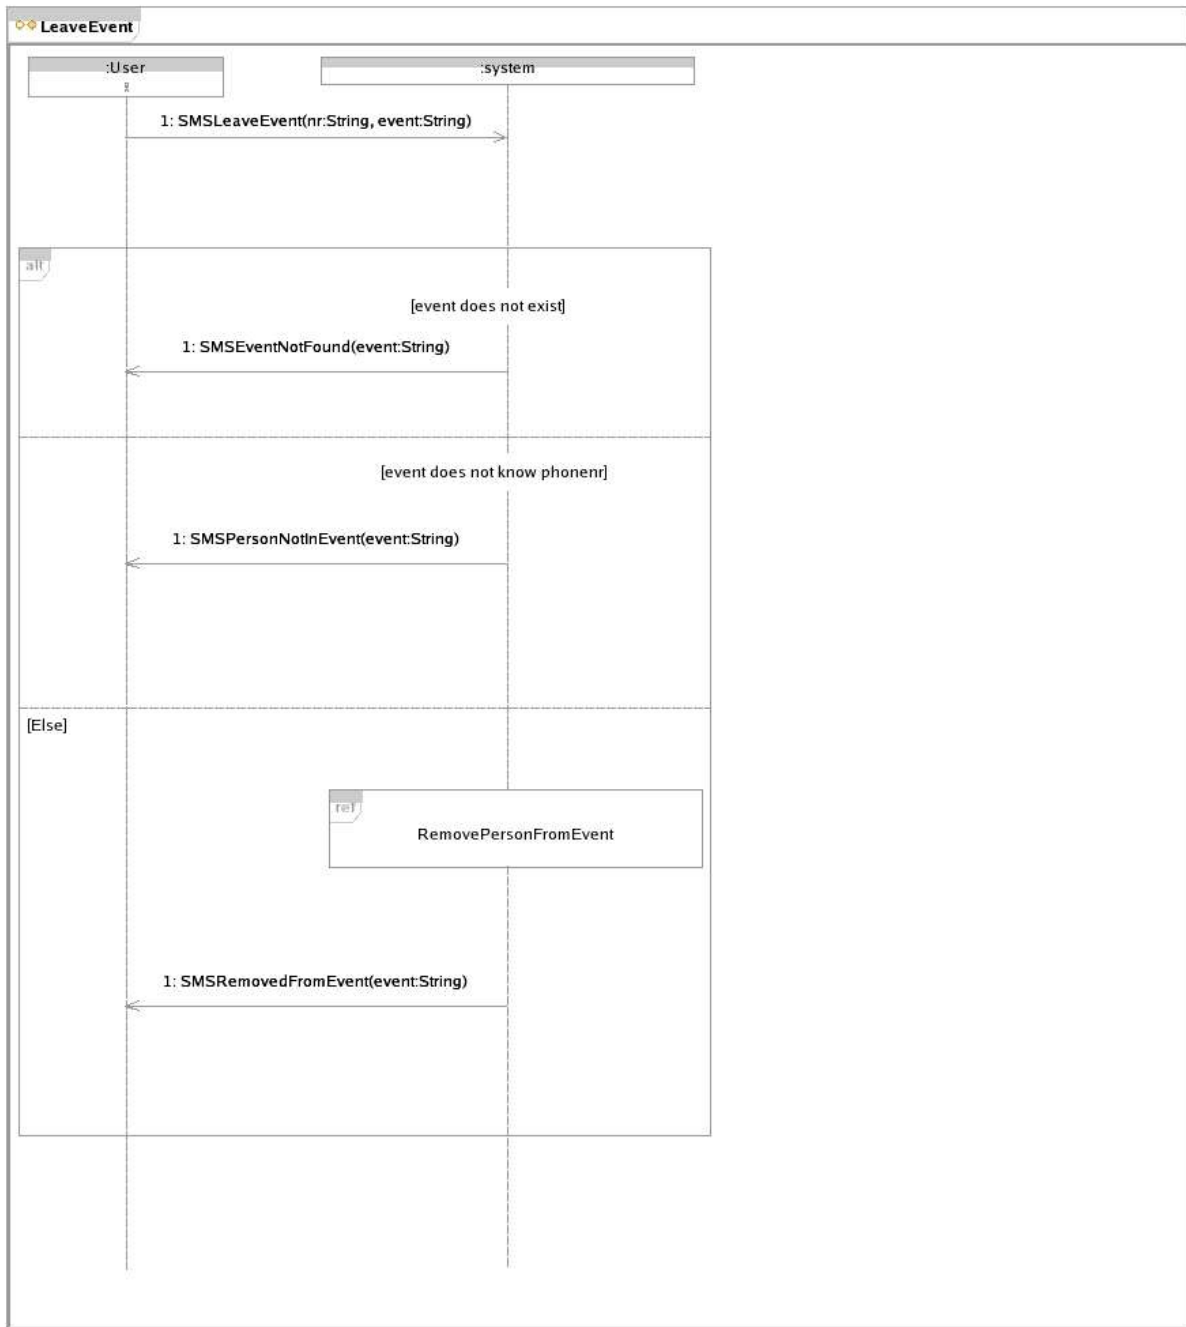 LeaveEvent
:User
:system
1: SMSLeaveEvent(nr:String, event:String)
alt
[event does not exist]
1: SMSEventNotFound(event:String)
[event does not know phonenr]
1: SMSPersonNotInEvent(event:String)
[Else]
ref
RemovePersonFromEvent
1: SMSRemovedFromEvent(event:String)